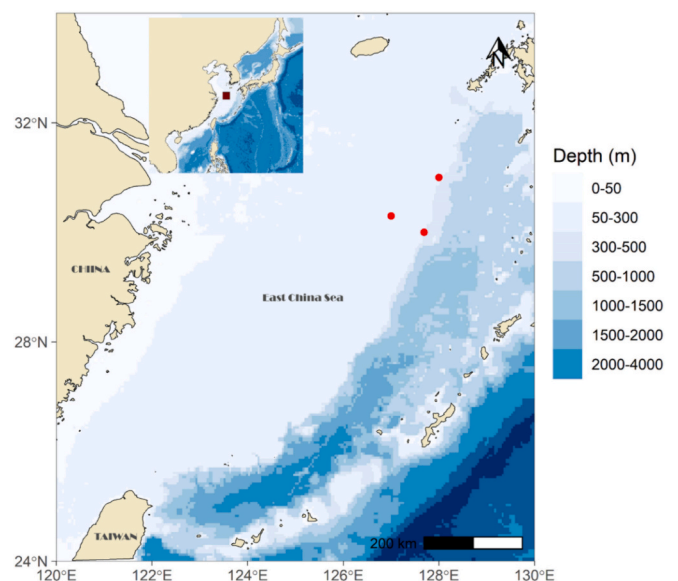 N
32°N
Depth (m)
0-50
50-300
300-500
CHINA
East China Sea
500-1000
1000-1500
28°N
1500-2000
2000-4000
TAIWAN
200 km
24°N
120°E
122°E
124°E
126°E
128°E
130°E